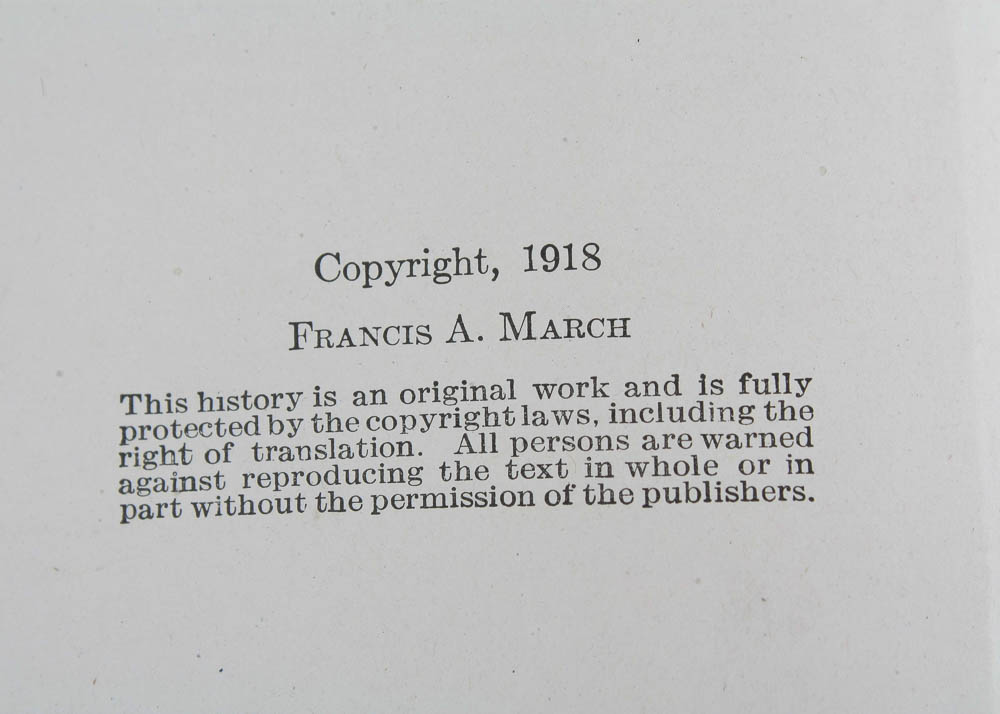 Copyright, 1918
FRANCIS A. MARCH
This history is an original work and is fully
protected by the copyright laws, including the
right of translation. All persons are warned
against reproducing the text in whole or in
part without the permission of the publishers.